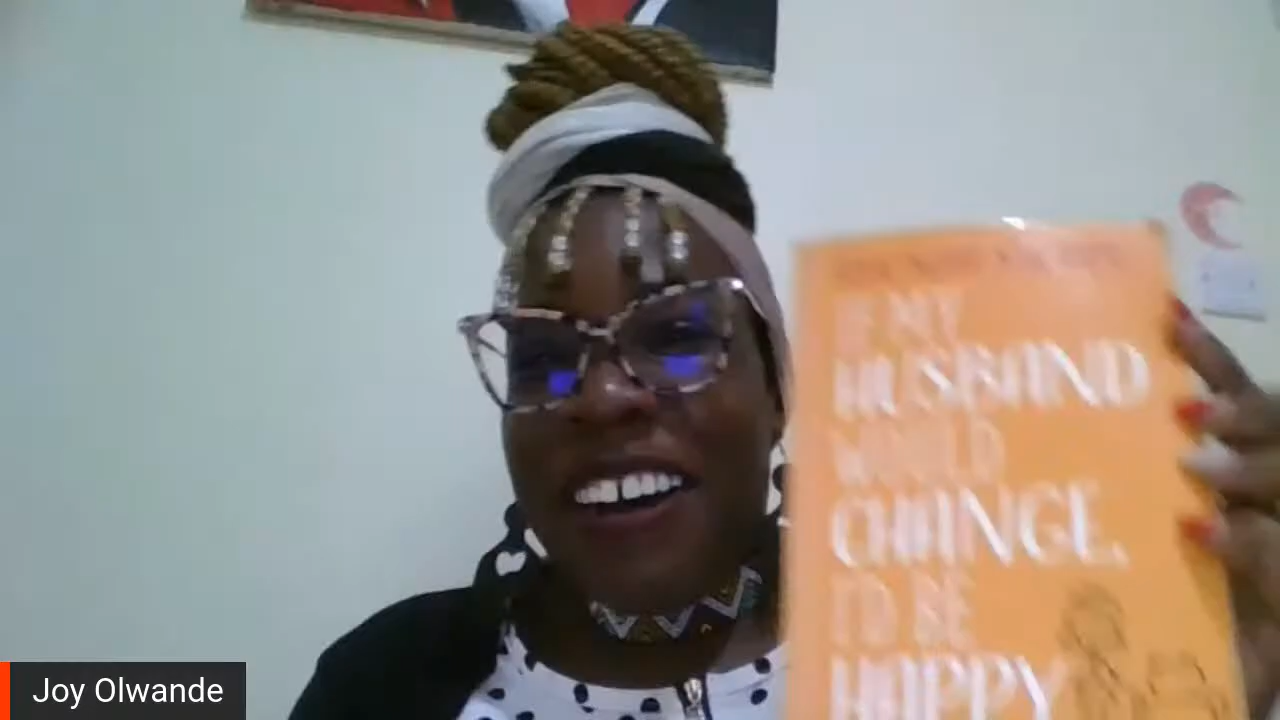 IF MY
HUSBAND
WOULD
CHANGE,
I'D BE
HAPPY
Joy Olwande